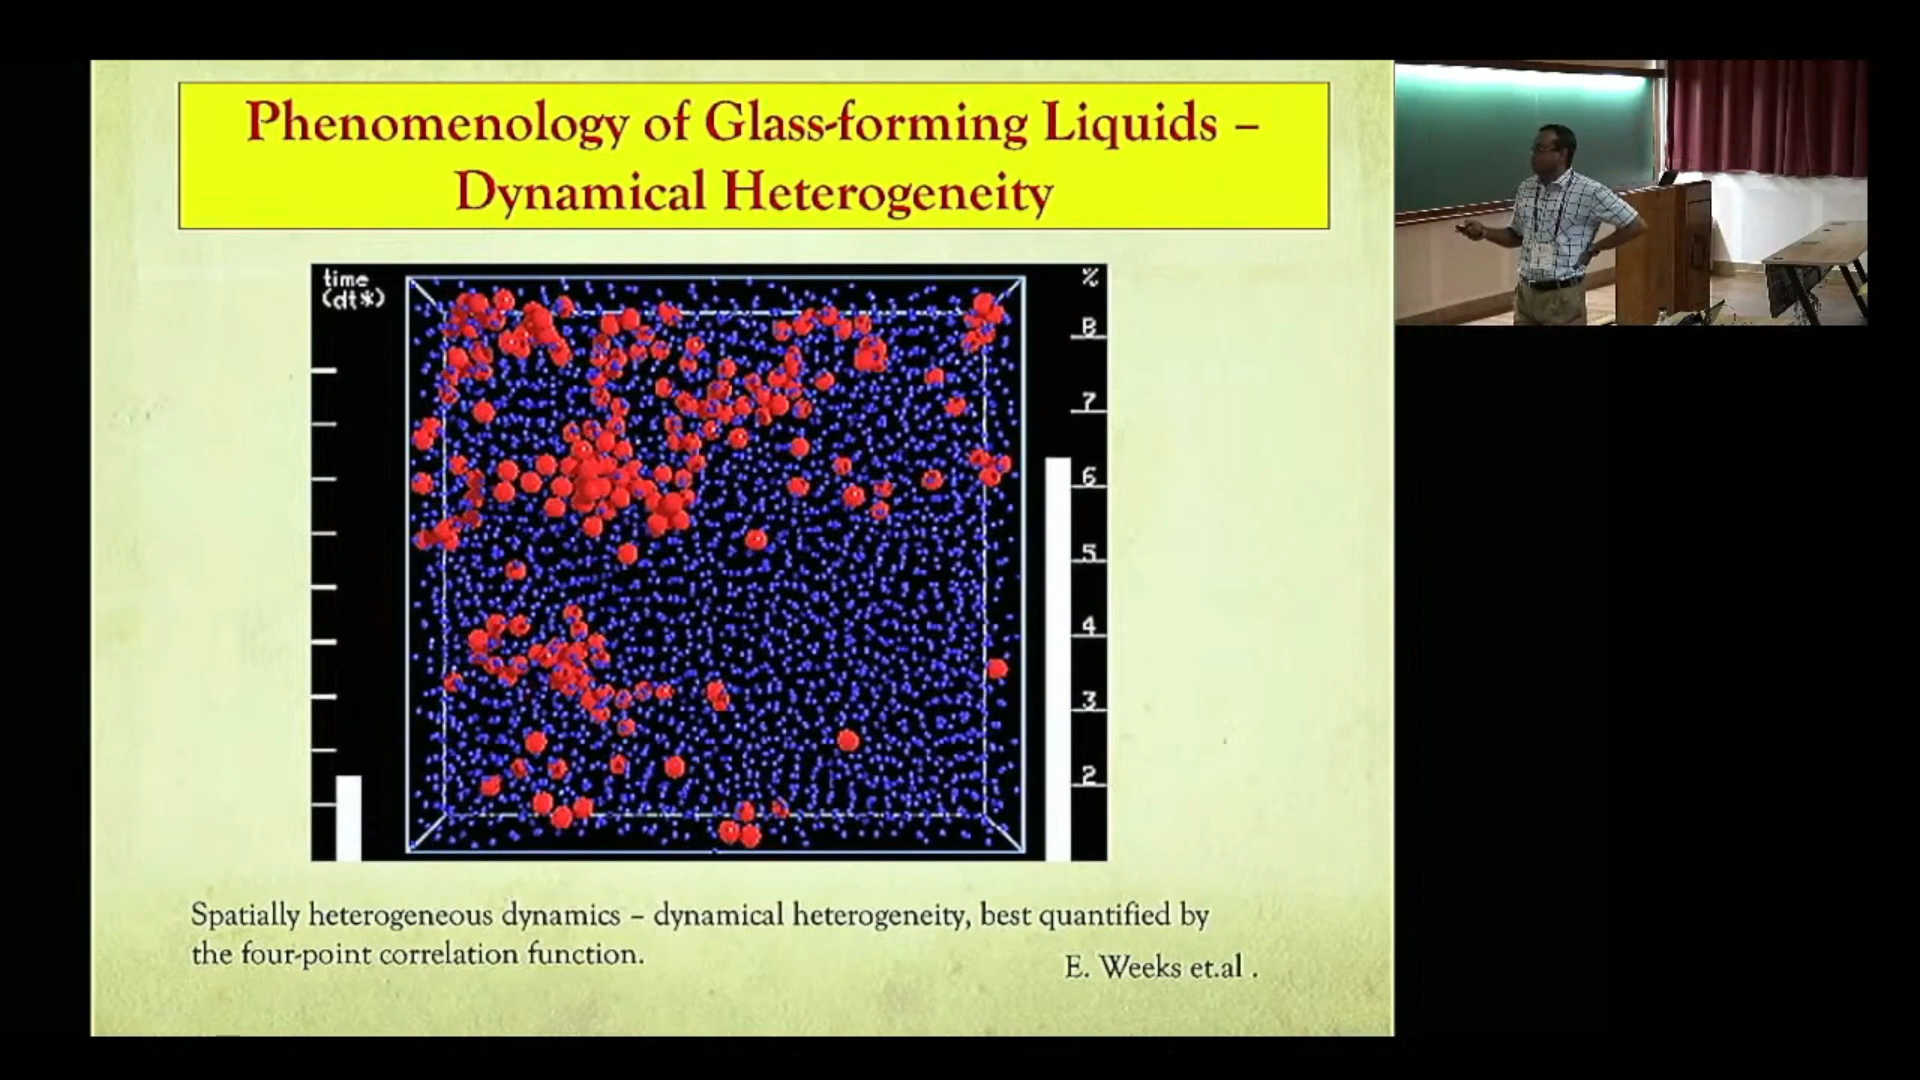 Phenomenology of Glass-forming Liquids –
Dynamical Heterogeneity
time
(dt*)
%
8
7
6
5
4
3
2
Spatially heterogeneous dynamics – dynamical heterogeneity, best quantified by
the four-point correlation function.
E. Weeks et.al .